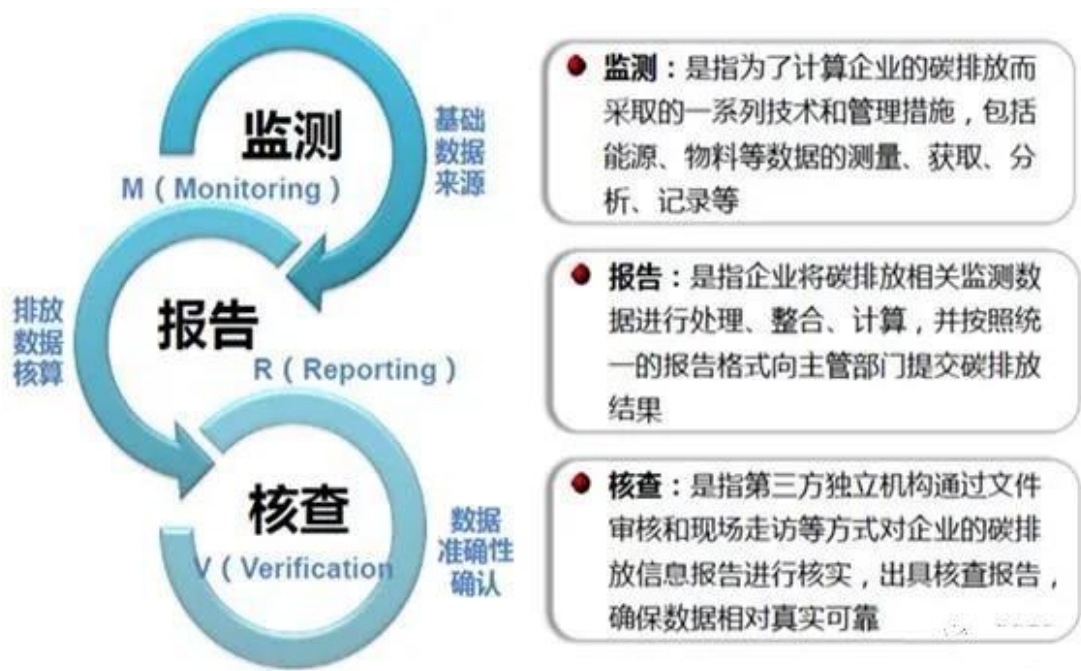 监测
M ( Monitoring )
基础
数据
来源
报告
R ( Reporting )
排放
数据
核算
核查
V ( Verification
数据
准确性
确认
监测：是指为了计算企业的碳排放而
采取的一系列技术和管理措施，包括
能源、物料等数据的测量、获取、分
析、记录等
报告：是指企业将碳排放相关监测数
据进行处理、整合、计算，并按照统
一的报告格式向主管部门提交碳排放
结果
核查：是指第三方独立机构通过文件
审核和现场走访等方式对企业的碳排
放信息报告进行核实，出具核查报告，
确保数据相对真实可靠